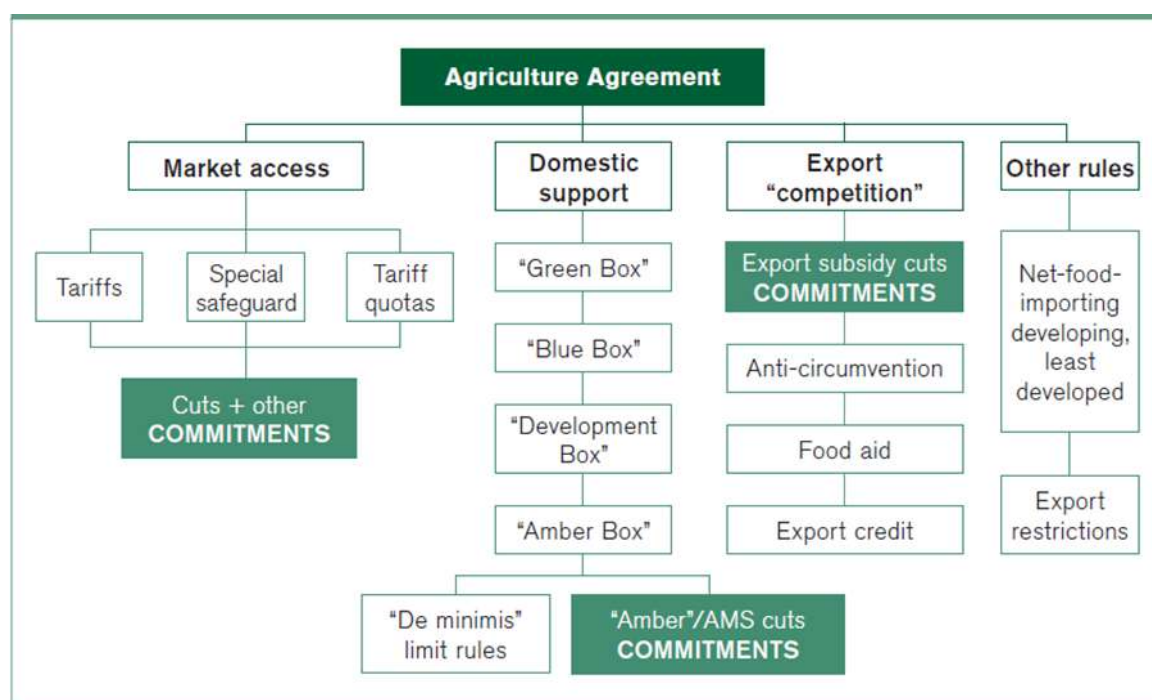 Agriculture Agreement
Market access
Domestic
support
Export
“competition”
Other rules
Tariffs
Special
safeguard
Tariff
quotas
Cuts + other
COMMITMENTS
“Green Box”
“Blue Box”
“Development
Box”
“Amber Box”
“De minimis”
limit rules
“Amber”/AMS cuts
COMMITMENTS
Export subsidy cuts
COMMITMENTS
Anti-circumvention
Food aid
Export credit
Net-food-
importing
developing,
least
developed
Export
restrictions